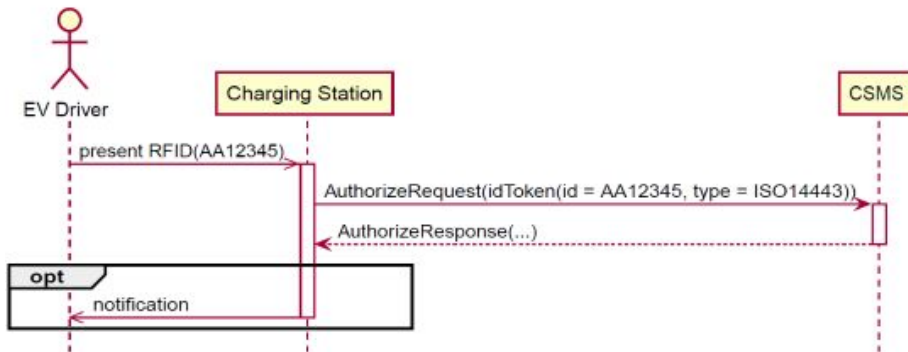 EV Driver
Charging Station
CSMS
present RFID(AA12345)
AuthorizeRequest(idToken(id = AA12345, type = ISO14443))
AuthorizeResponse(...)
opt
notification